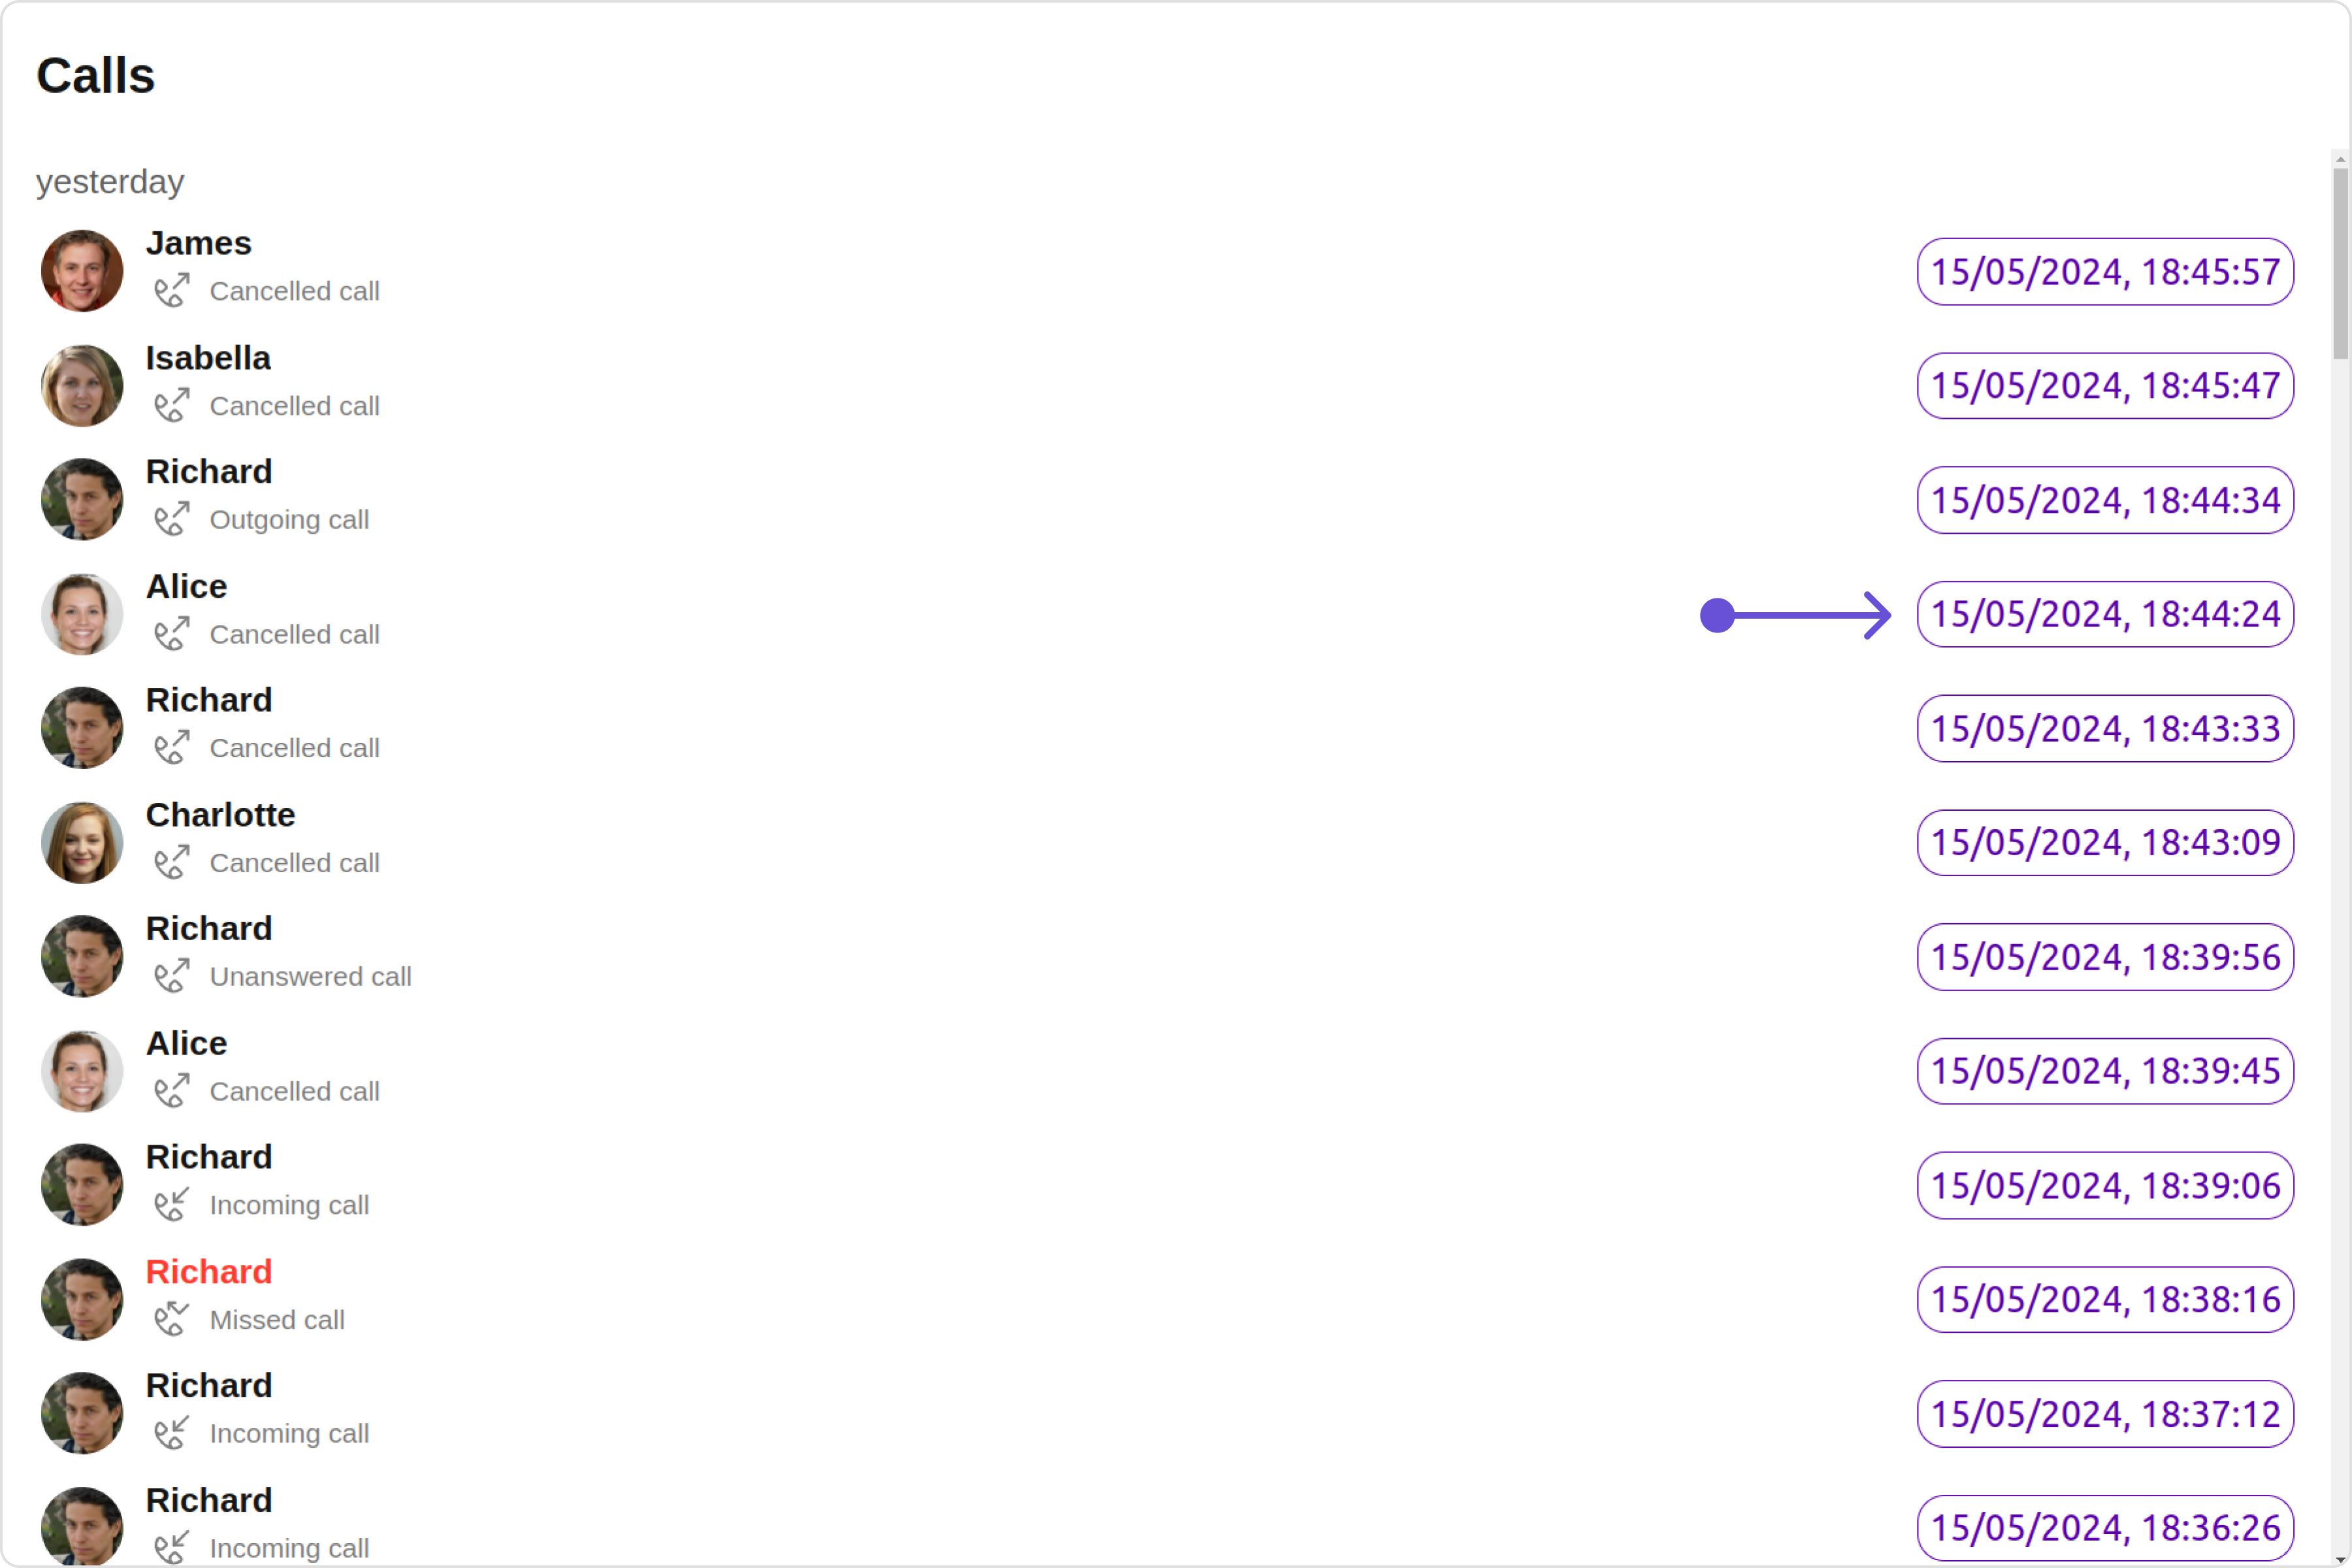 Calls
yesterday
James
Cancelled call
15/05/2024, 18:45:57
Isabella
Cancelled call
15/05/2024, 18:45:47
Richard
Outgoing call
15/05/2024, 18:44:34
Alice
Cancelled call
15/05/2024, 18:44:24
Richard
Cancelled call
15/05/2024, 18:43:33
Charlotte
Cancelled call
15/05/2024, 18:43:09
Richard
Unanswered call
15/05/2024, 18:39:56
Alice
Cancelled call
15/05/2024, 18:39:45
Richard
Incoming call
15/05/2024, 18:39:06
Richard
Missed call
15/05/2024, 18:38:16
Richard
Incoming call
15/05/2024, 18:37:12
Richard
Incoming call
15/05/2024, 18:36:26